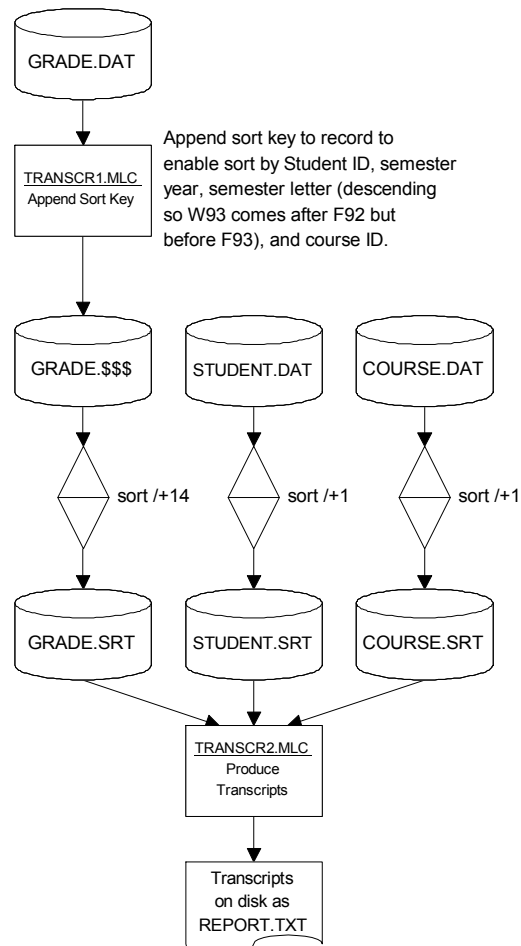 GRADE.DAT
TRANSCR1.MLC
Append Sort Key
Append sort key to record to
enable sort by Student ID, semester
year, semester letter (descending
so W93 comes after F92 but
before F93), and course ID.
GRADE.$$$
STUDENT.DAT
COURSE.DAT
sort /+14
sort /+1
sort /+1
GRADE.SRT
STUDENT.SRT
COURSE.SRT
TRANSCR2.MLC
Produce
Transcripts
Transcripts
on disk as
REPORT.TXT